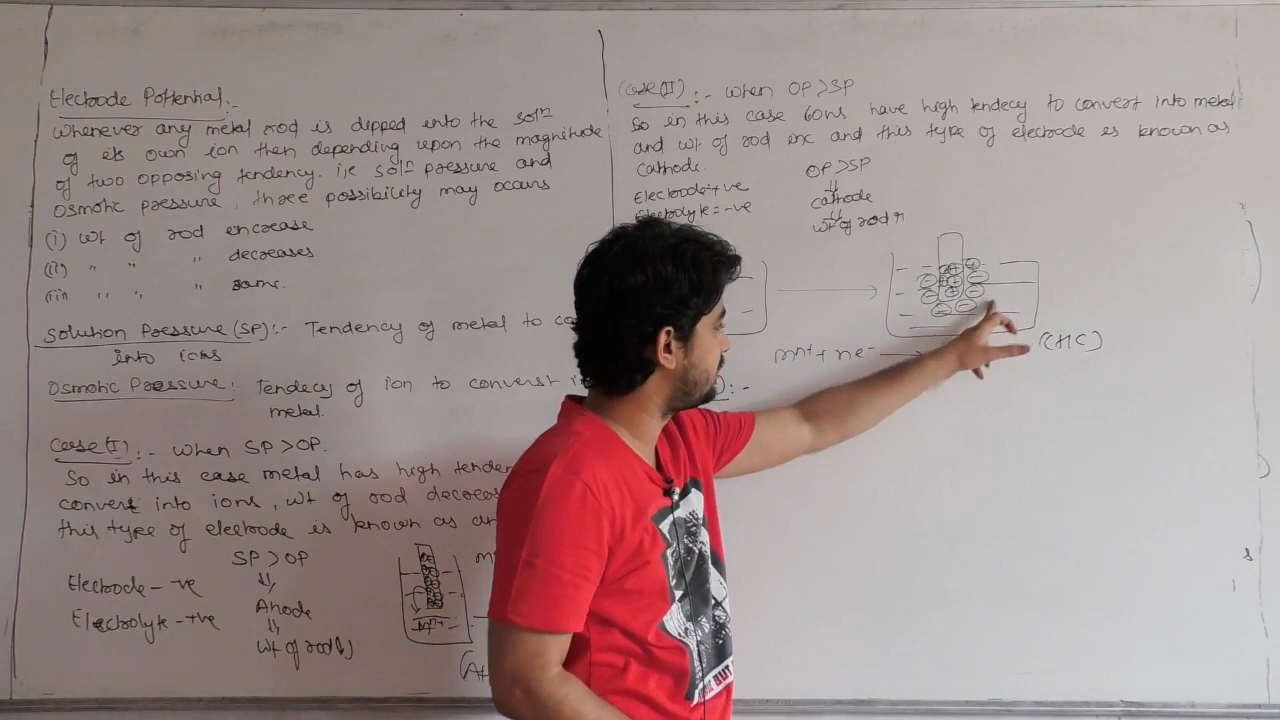 Electrode Potential:-
Whenever any metal rod is dipped into the solⁿ
of its own ion then depending upon the magnitude
of two opposing tendency. i,e solⁿ pressure and
osmotic pressure, three possibility may occurs
(i) wt of rod encrease
(ii) " " " decreases
(iii " " " same.
Solution Pressure (SP):- Tendency of metal to co
into ions
Osmotic Pressure: Tendecy of ion to convert i
metal.
Case(I):- when SP>OP.
So in this case metal has high tenden
convert into ions, wt of rod decreas
this type of electrode is known as an
SP>OP
⇓
Electrode - -ve
Anode
Electrolyte - +ve
⇓
wt of rod(↓)
Mⁿ⁺
(A
Case(II):- when OP>SP
So in this case ions have high tendecy to convert into metal
and wt of rod inc and this type of electrode is known as
cathode.
OP>SP
⇓
Electrode=+ve
cathode
Electrolyte=-ve
⇓
wt of rod ↑
Mⁿ⁺ + ne⁻ →
(HC)
:-